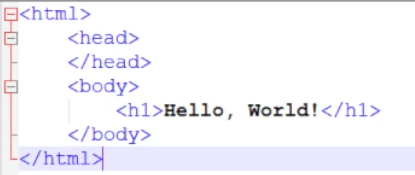 <html>
<head>
</head>
<body>
<h1>Hello, World!</h1>
</body>
</html>